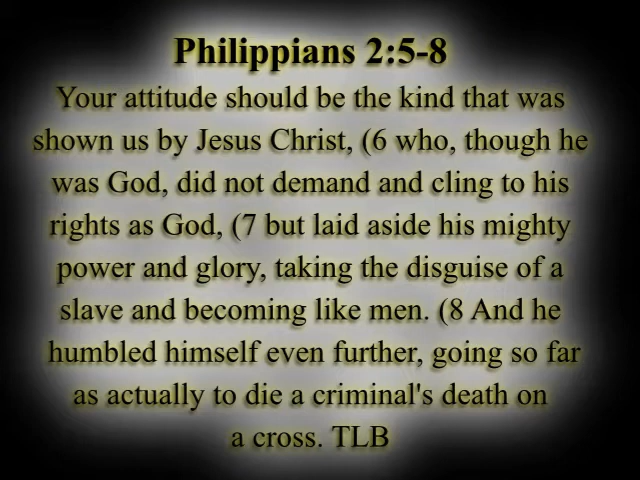 Philippians 2:5-8
Your attitude should be the kind that was
shown us by Jesus Christ, (6 who, though he
was God, did not demand and cling to his
rights as God, (7 but laid aside his mighty
power and glory, taking the disguise of a
slave and becoming like men. (8 And he
humbled himself even further, going so far
as actually to die a criminal's death on
a cross. TLB